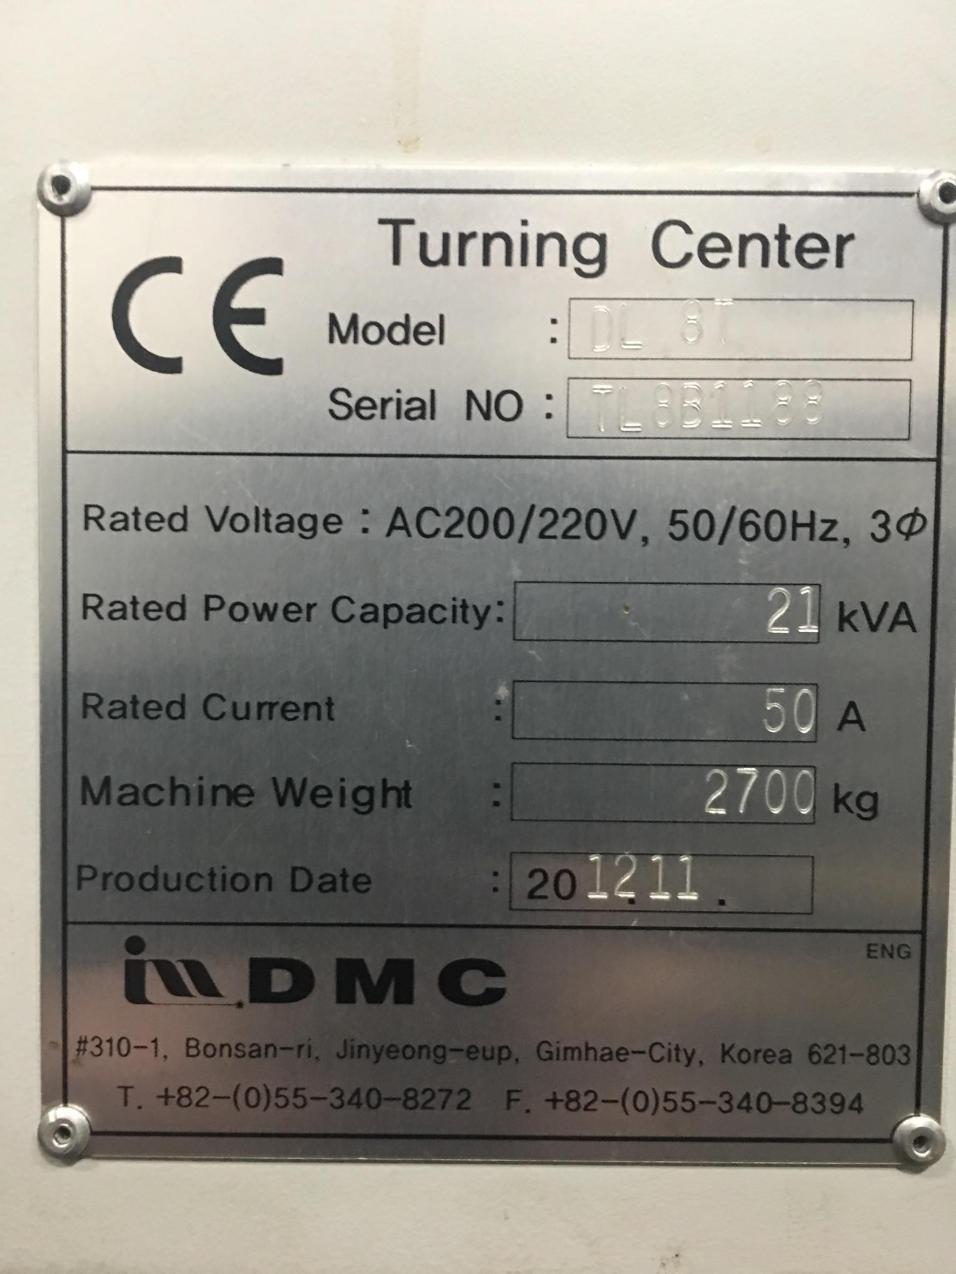 CE
Turning Center
Model : DL 8T
Serial NO : TL8B1188
Rated Voltage : AC200/220V, 50/60Hz, 3Φ
Rated Power Capacity: 21 kVA
Rated Current : 50 A
Machine Weight : 2700 kg
Production Date : 2012.11.
DMC
ENG
#310-1, Bonsan-ri, Jinyeong-eup, Gimhae-City, Korea 621-803
T. +82-(0)55-340-8272 F. +82-(0)55-340-8394